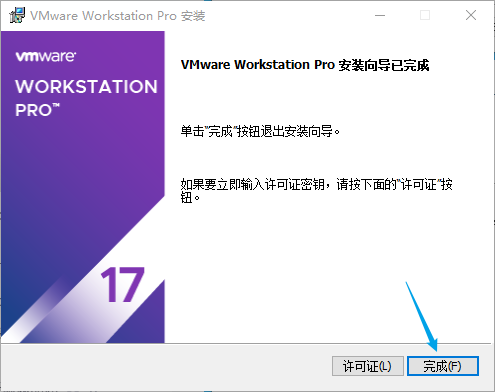 VMware Workstation Pro 安装
vmware®
WORKSTATION
PRO™
17
VMware Workstation Pro 安装向导已完成
单击"完成"按钮退出安装向导。
如果要立即输入许可证密钥，请按下面的"许可证"按
钮。
许可证(L)
完成(F)